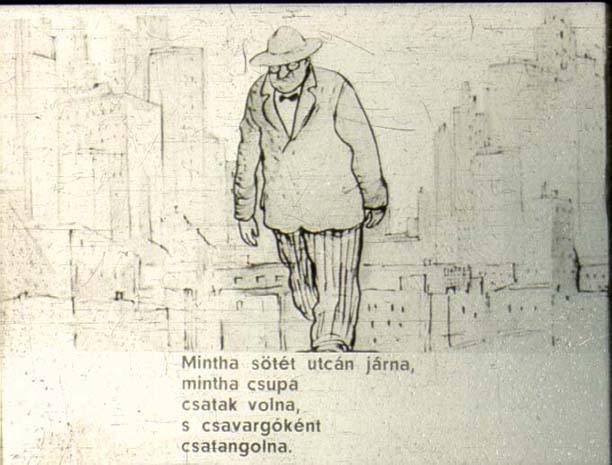 Mintha sötét utcán járna,
mintha csupa
csatak volna,
s csavargóként
csatangolna.